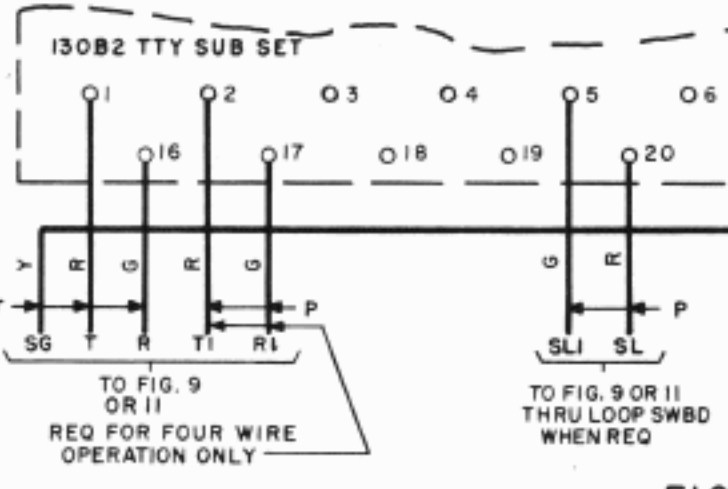 130B2 TTY SUB SET
1 2 3 4 5 6
16 17 18 19 20
Y R G R G G R
P P
SG T R T1 R1 SL1 SL
TO FIG. 9
OR 11
REQ FOR FOUR WIRE
OPERATION ONLY
TO FIG. 9 OR 11
THRU LOOP SWBD
WHEN REQ